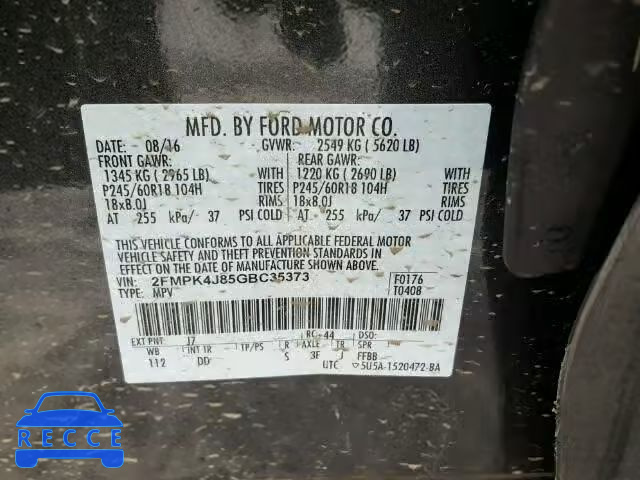 MFD. BY FORD MOTOR CO.
DATE: 08/16 GVWR: 2549 KG ( 5620 LB)
FRONT GAWR: REAR GAWR:
1345 KG ( 2965 LB) WITH 1220 KG ( 2690 LB) WITH
P245/60R18 104H TIRES P245/60R18 104H TIRES
18x8.0J RIMS 18x8.0J RIMS
AT 255 kPa/ 37 PSI COLD AT 255 kPa/ 37 PSI COLD
THIS VEHICLE CONFORMS TO ALL APPLICABLE FEDERAL MOTOR
VEHICLE SAFETY AND THEFT PREVENTION STANDARDS IN
EFFECT ON THE DATE OF MANUFACTURE SHOWN ABOVE.
VIN: 2FMPK4J85GBC35373 F0176
TYPE: MPV T0408
EXT PNT: J7 RC: 44 DSO:
WB INT TR TP/PS R AXLE TR SPR
112 DD S 3F J FFBB
UTC ▽5U5A-1520472-BA
RECCE